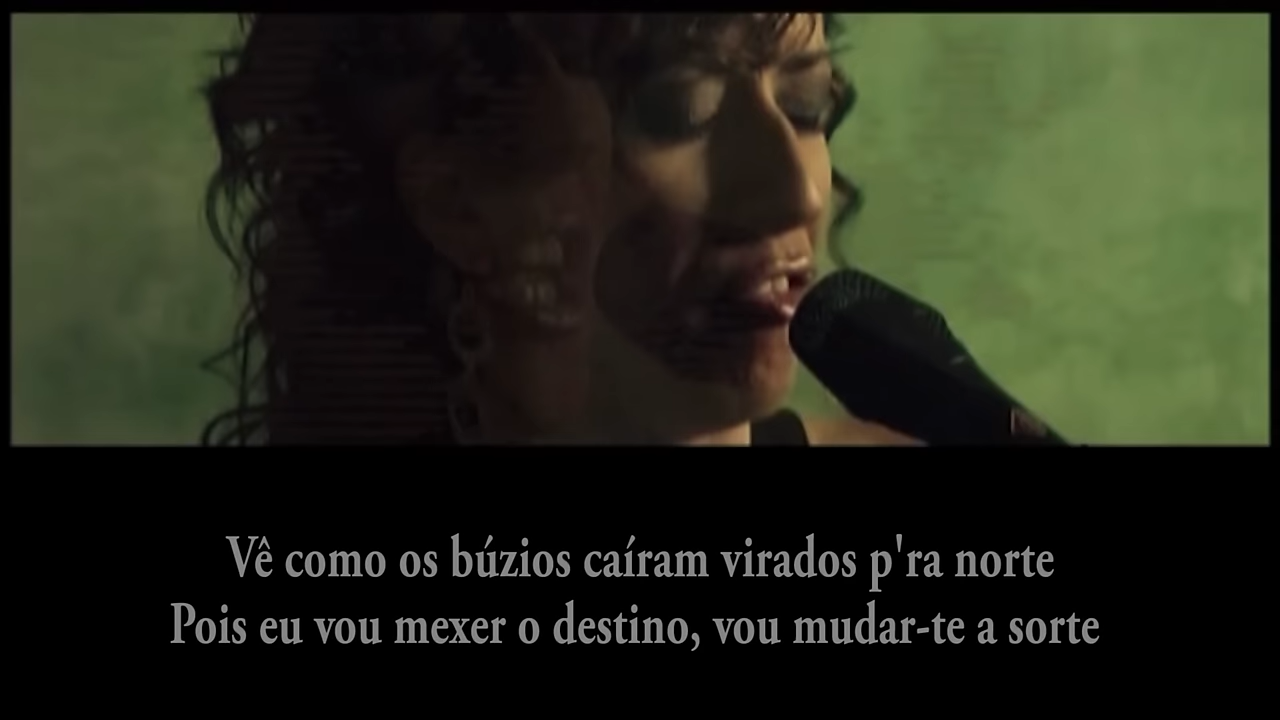 Vê como os búzios caíram virados p'ra norte
Pois eu vou mexer o destino, vou mudar-te a sorte